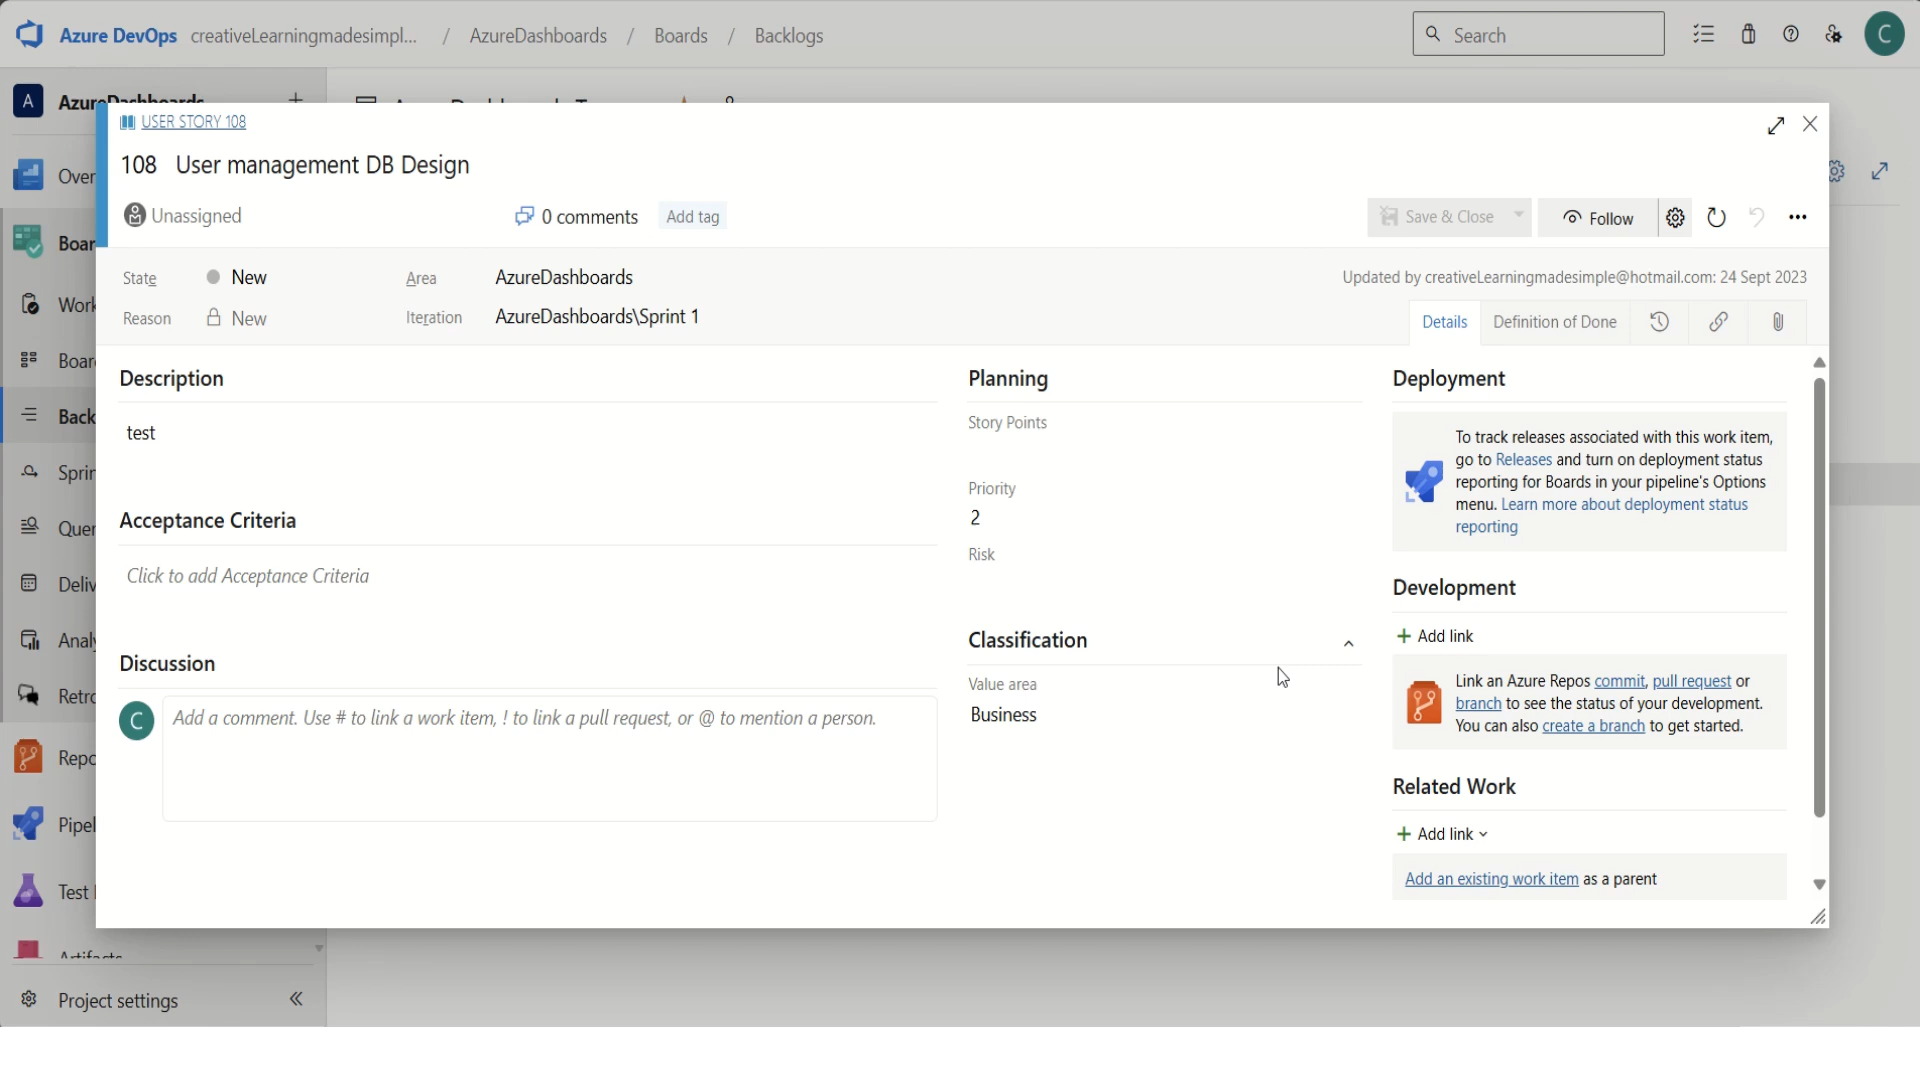 Azure DevOps creativeLearningmadesimpl... / AzureDashboards / Boards / Backlogs
Search
C
A AzureDashboards
USER STORY 108
108 User management DB Design
Unassigned
0 comments
Add tag
Save & Close
Follow
State New
Area AzureDashboards
Updated by creativeLearningmadesimple@hotmail.com: 24 Sept 2023
Reason New
Iteration AzureDashboards\Sprint 1
Details
Definition of Done
Over
Boar
Work
Boar
Back
Sprin
Quer
Deliv
Analy
Retro
Repo
Pipel
Test
Artifacts
Project settings
Description
test
Acceptance Criteria
Click to add Acceptance Criteria
Discussion
C
Add a comment. Use # to link a work item, ! to link a pull request, or @ to mention a person.
Planning
Story Points
Priority
2
Risk
Classification
Value area
Business
Deployment
To track releases associated with this work item,
go to Releases and turn on deployment status
reporting for Boards in your pipeline's Options
menu. Learn more about deployment status
reporting
Development
Add link
Link an Azure Repos commit, pull request or
branch to see the status of your development.
You can also create a branch to get started.
Related Work
Add link
Add an existing work item as a parent